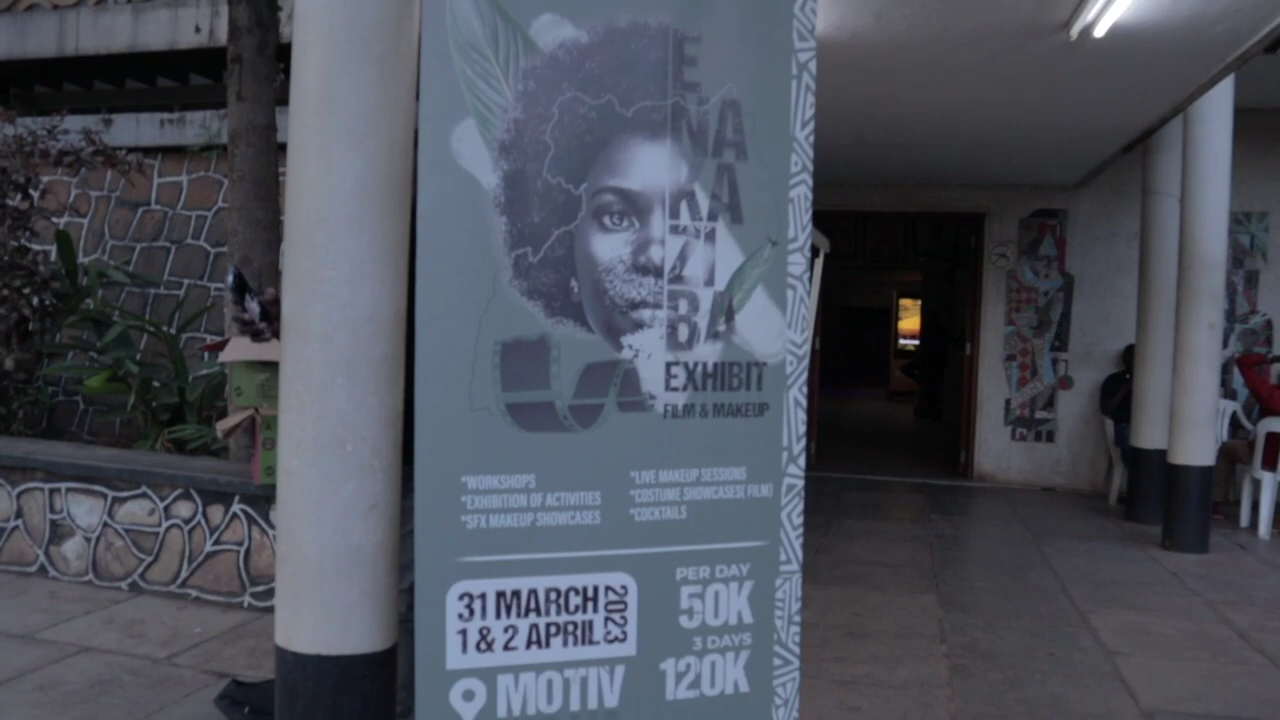 E
NA
KA
ZI
BA
EXHIBIT
FILM & MAKEUP
*WORKSHOPS
*EXHIBITION OF ACTIVITIES
*SFX MAKEUP SHOWCASES
*LIVE MAKEUP SESSIONS
*COSTUME SHOWCASES( FILM)
*COCKTAILS
31 MARCH
1 & 2 APRIL
2023
MOTIV
PER DAY
50K
3 DAYS
120K